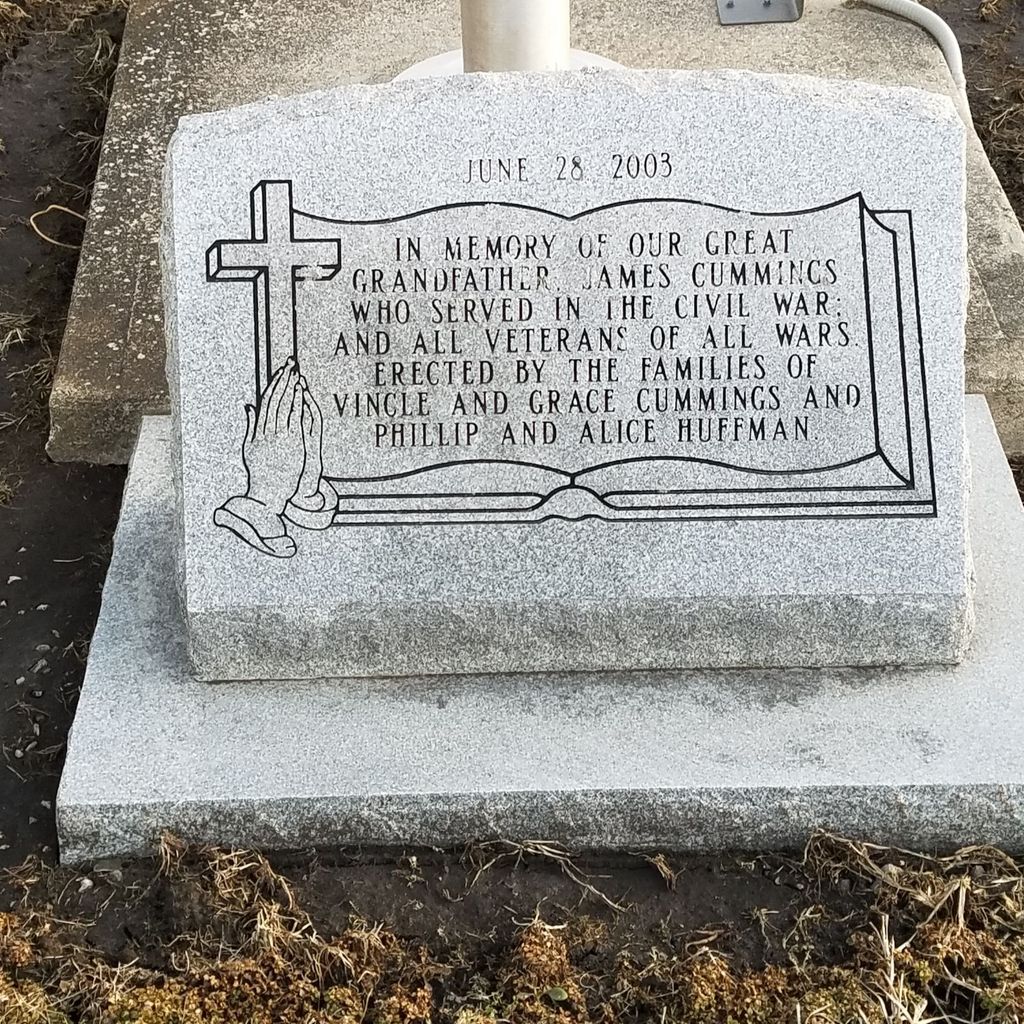 JUNE 28 2003
IN MEMORY OF OUR GREAT
GRANDFATHER, JAMES CUMMINGS
WHO SERVED IN THE CIVIL WAR;
AND ALL VETERANS OF ALL WARS.
ERECTED BY THE FAMILIES OF
VINCLE AND GRACE CUMMINGS AND
PHILLIP AND ALICE HUFFMAN.